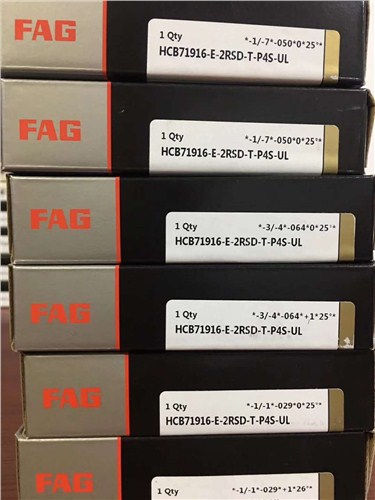 FAG
1 Qty *-1/-7*-050*0*25'*
HCB71916-E-2RSD-T-P4S-UL
FAG
1 Qty *-1/-7*-050*0*25'*
HCB71916-E-2RSD-T-P4S-UL
FAG
1 Qty *-3/-4*-064*0*25'*
HCB71916-E-2RSD-T-P4S-UL
FAG
1 Qty *-3/-4*-064*+1*25'*
HCB71916-E-2RSD-T-P4S-UL
FAG
1 Qty *-1/-1*-029*0*25'*
HCB71916-E-2RSD-T-P4S-UL
FAG
1 Qty *-1/-1*-029*+1*26'*